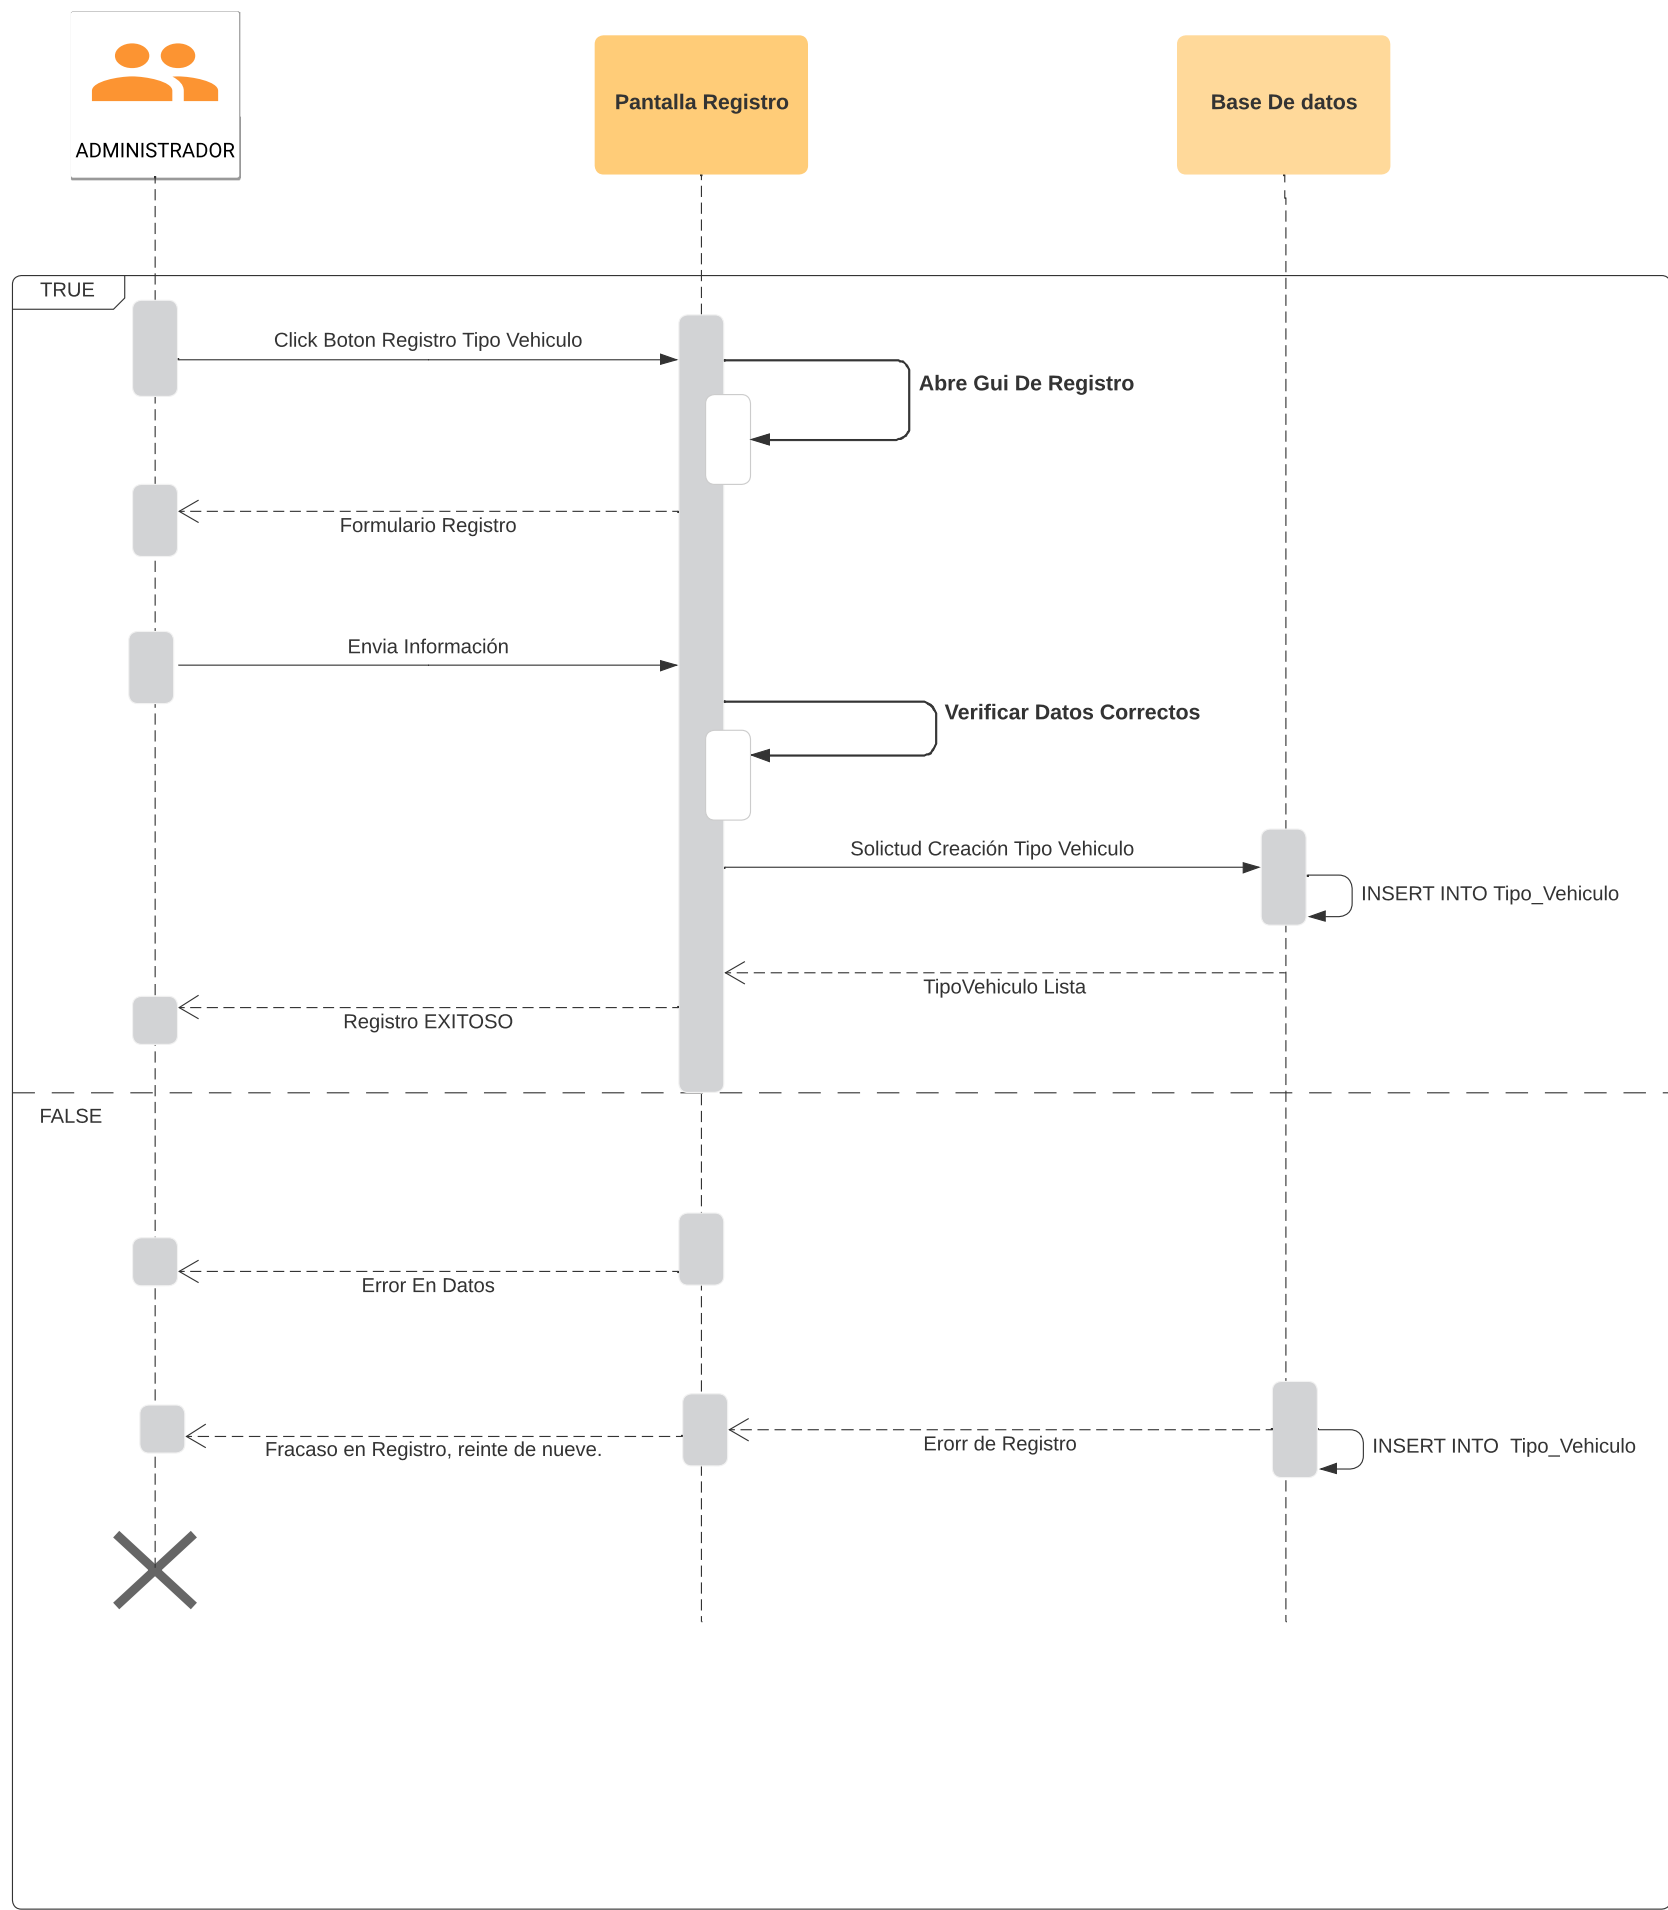 ADMINISTRADOR
Pantalla Registro
Base De datos
TRUE
Click Boton Registro Tipo Vehiculo
Abre Gui De Registro
Formulario Registro
Envia Información
Verificar Datos Correctos
Solictud Creación Tipo Vehiculo
INSERT INTO Tipo_Vehiculo
TipoVehiculo Lista
Registro EXITOSO
FALSE
Error En Datos
Erorr de Registro
INSERT INTO  Tipo_Vehiculo
Fracaso en Registro, reinte de nueve.